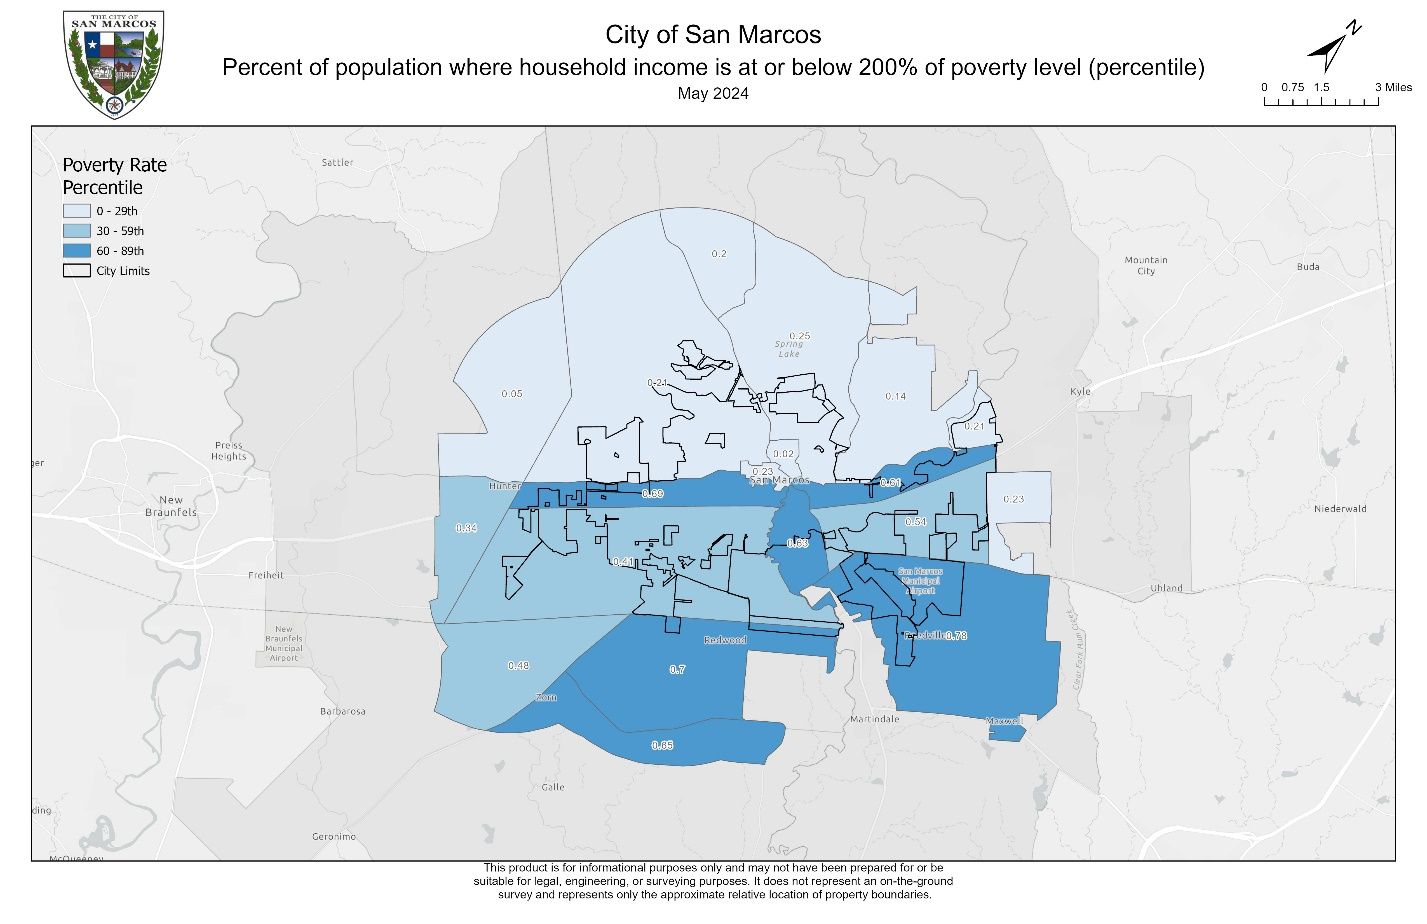 THE CITY OF
SAN MARCOS
City of San Marcos
Percent of population where household income is at or below 200% of poverty level (percentile)
May 2024
N
0 0.75 1.5 3 Miles
Poverty Rate
Percentile
0 - 29th
30 - 59th
60 - 89th
City Limits
Sattler
Mountain
City
Buda
0.2
0.25
Spring
Lake
0.05
0.21
0.14
Kyle
0.21
Preiss
Heights
ger
0.02
0.23
San Marcos
Hunter
0.69
0.61
0.23
New
Braunfels
Niederwald
0.34
0.54
0.63
0.41
Freiheit
San Marcos
Municipal
Airport
Uhland
New
Braunfels
Municipal
Airport
Redwood
0.78
0.48
0.7
Zorn
Barbarosa
Martindale
Maxwell
0.65
Galle
ding
Geronimo
McQueeney
This product is for informational purposes only and may not have been prepared for or be
suitable for legal, engineering, or surveying purposes. It does not represent an on-the-ground
survey and represents only the approximate relative location of property boundaries.